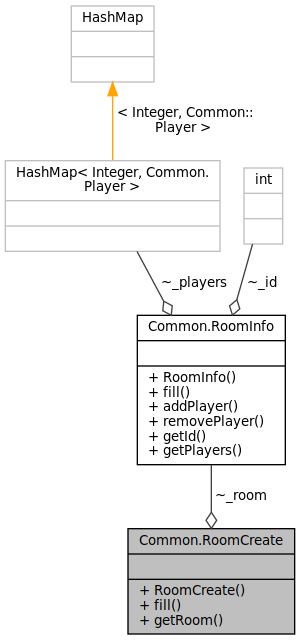 HashMap
< Integer, Common::
Player >
HashMap< Integer, Common.
Player >
int
~_players
~_id
Common.RoomInfo
+ RoomInfo()
+ fill()
+ addPlayer()
+ removePlayer()
+ getId()
+ getPlayers()
~_room
Common.RoomCreate
+ RoomCreate()
+ fill()
+ getRoom()